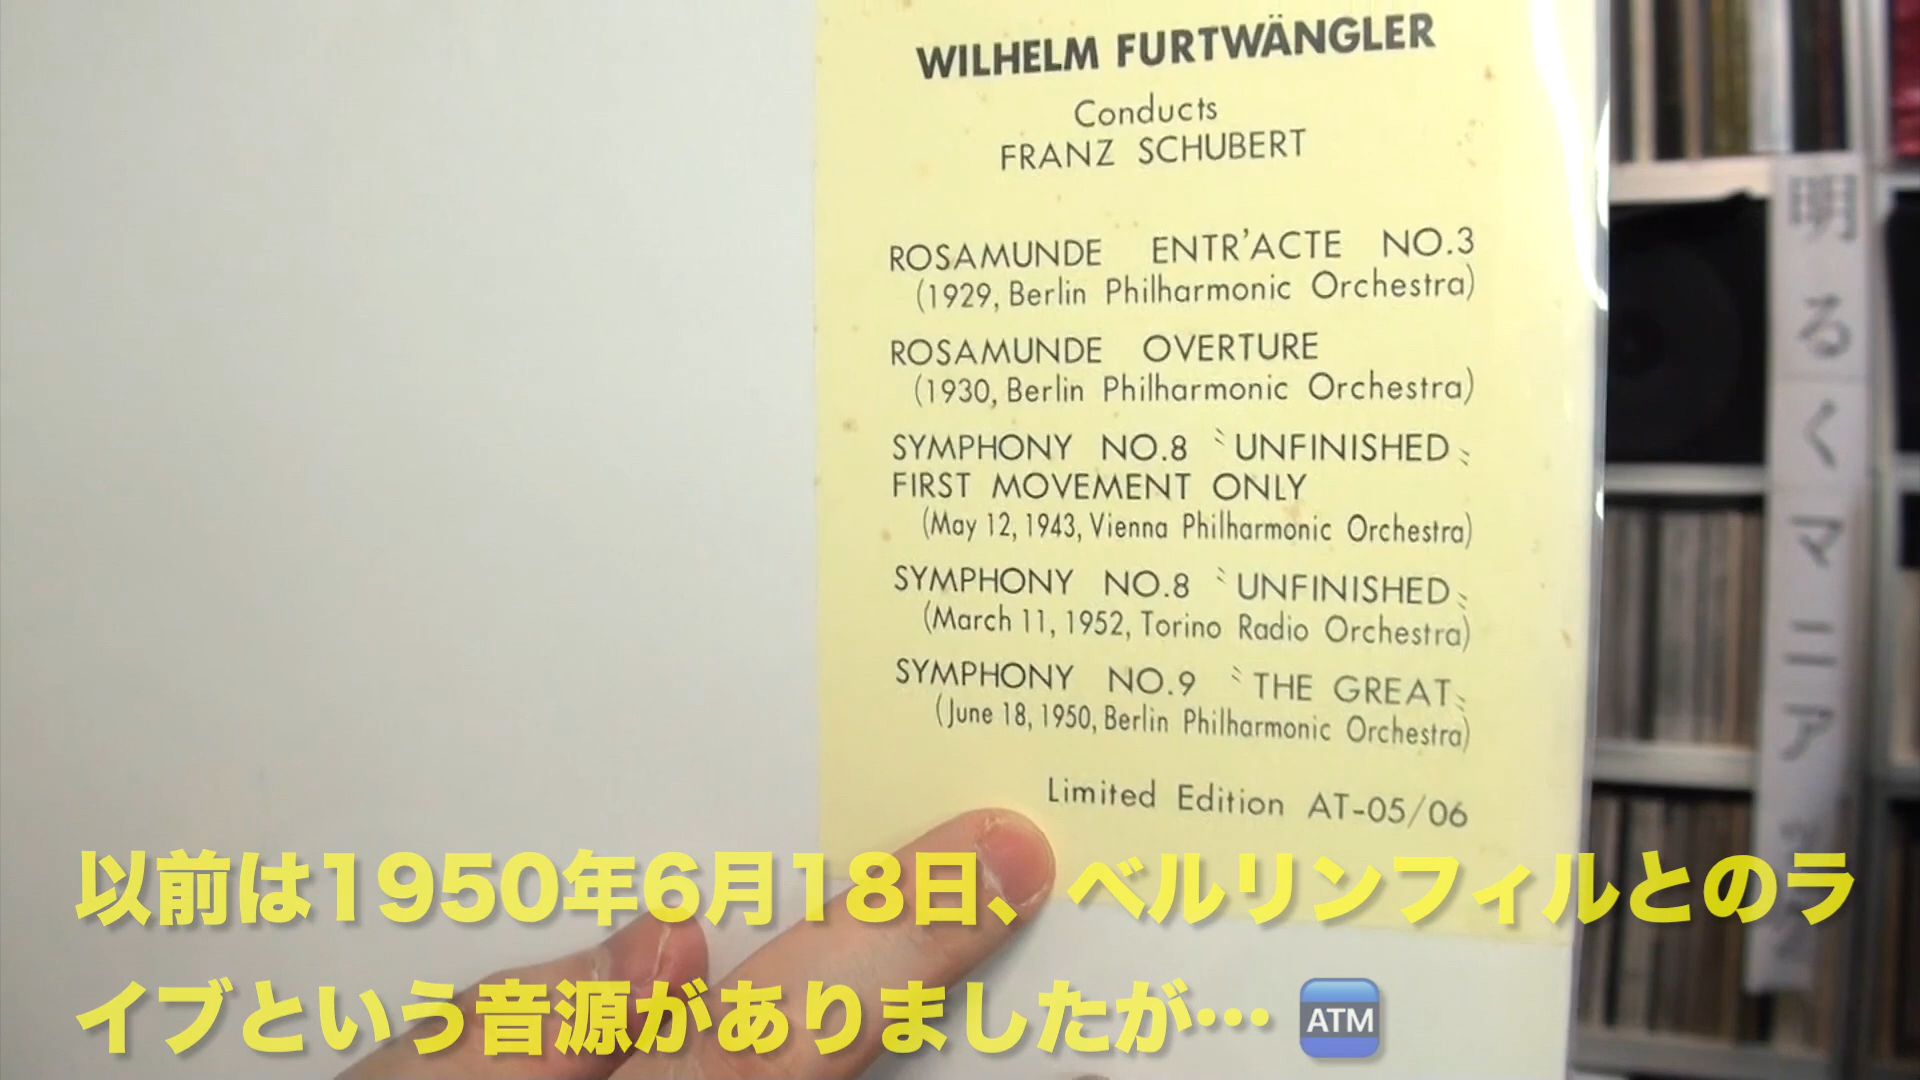 WILHELM FURTWÄNGLER
Conducts
FRANZ SCHUBERT
ROSAMUNDE ENTR'ACTE NO.3
(1929, Berlin Philharmonic Orchestra)
ROSAMUNDE OVERTURE
(1930, Berlin Philharmonic Orchestra)
SYMPHONY NO.8 〝UNFINISHED〟
FIRST MOVEMENT ONLY
(May 12, 1943, Vienna Philharmonic Orchestra)
SYMPHONY NO.8 〝UNFINISHED〟
(March 11, 1952, Torino Radio Orchestra)
SYMPHONY NO.9 〝THE GREAT〟
(June 18, 1950, Berlin Philharmonic Orchestra)
Limited Edition AT-05/06
明るくマニア
以前は1950年6月18日、ベルリンフィルとのラ
イブという音源がありましたが… ATM